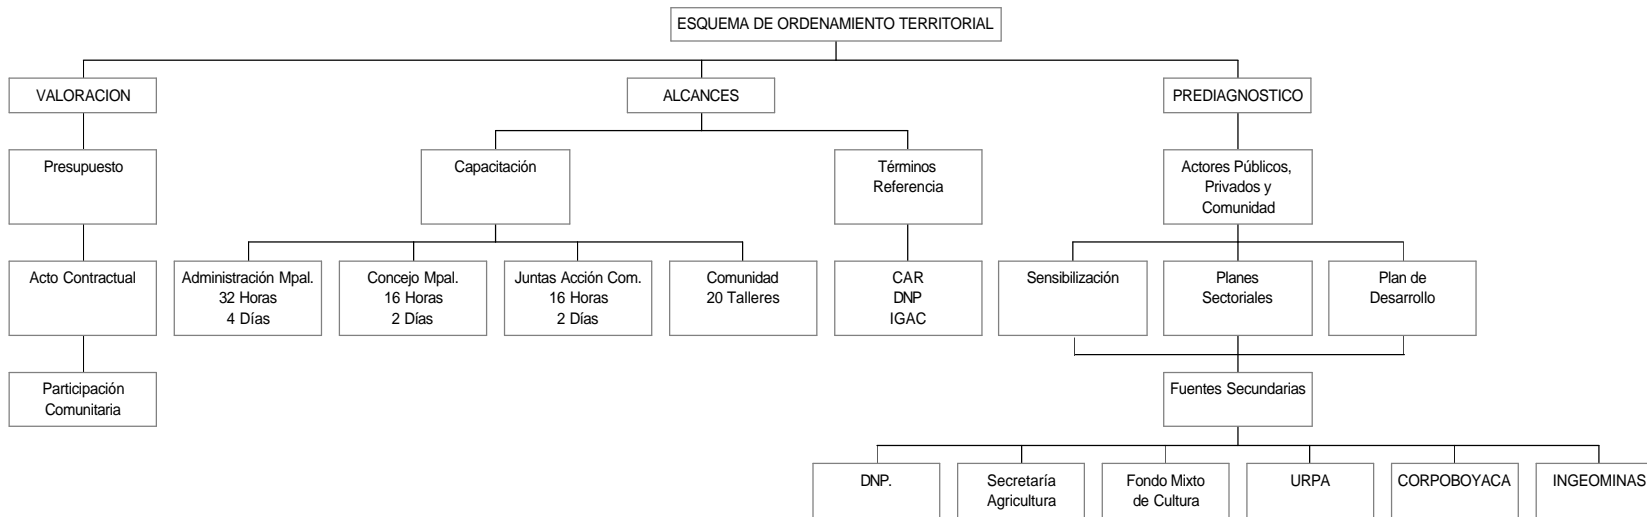 ESQUEMA DE ORDENAMIENTO TERRITORIAL
VALORACION
ALCANCES
PREDIAGNOSTICO
Presupuesto
Capacitación
Términos
Referencia
Actores Públicos,
Privados y
Comunidad
Acto Contractual
Administración Mpal.
32 Horas
4 Días
Concejo Mpal.
16 Horas
2 Días
Juntas Acción Com.
16 Horas
2 Días
Comunidad
20 Talleres
CAR
DNP
IGAC
Sensibilización
Planes
Sectoriales
Plan de
Desarrollo
Participación
Comunitaria
Fuentes Secundarias
DNP.
Secretaría
Agricultura
Fondo Mixto
de Cultura
URPA
CORPOBOYACA
INGEOMINAS